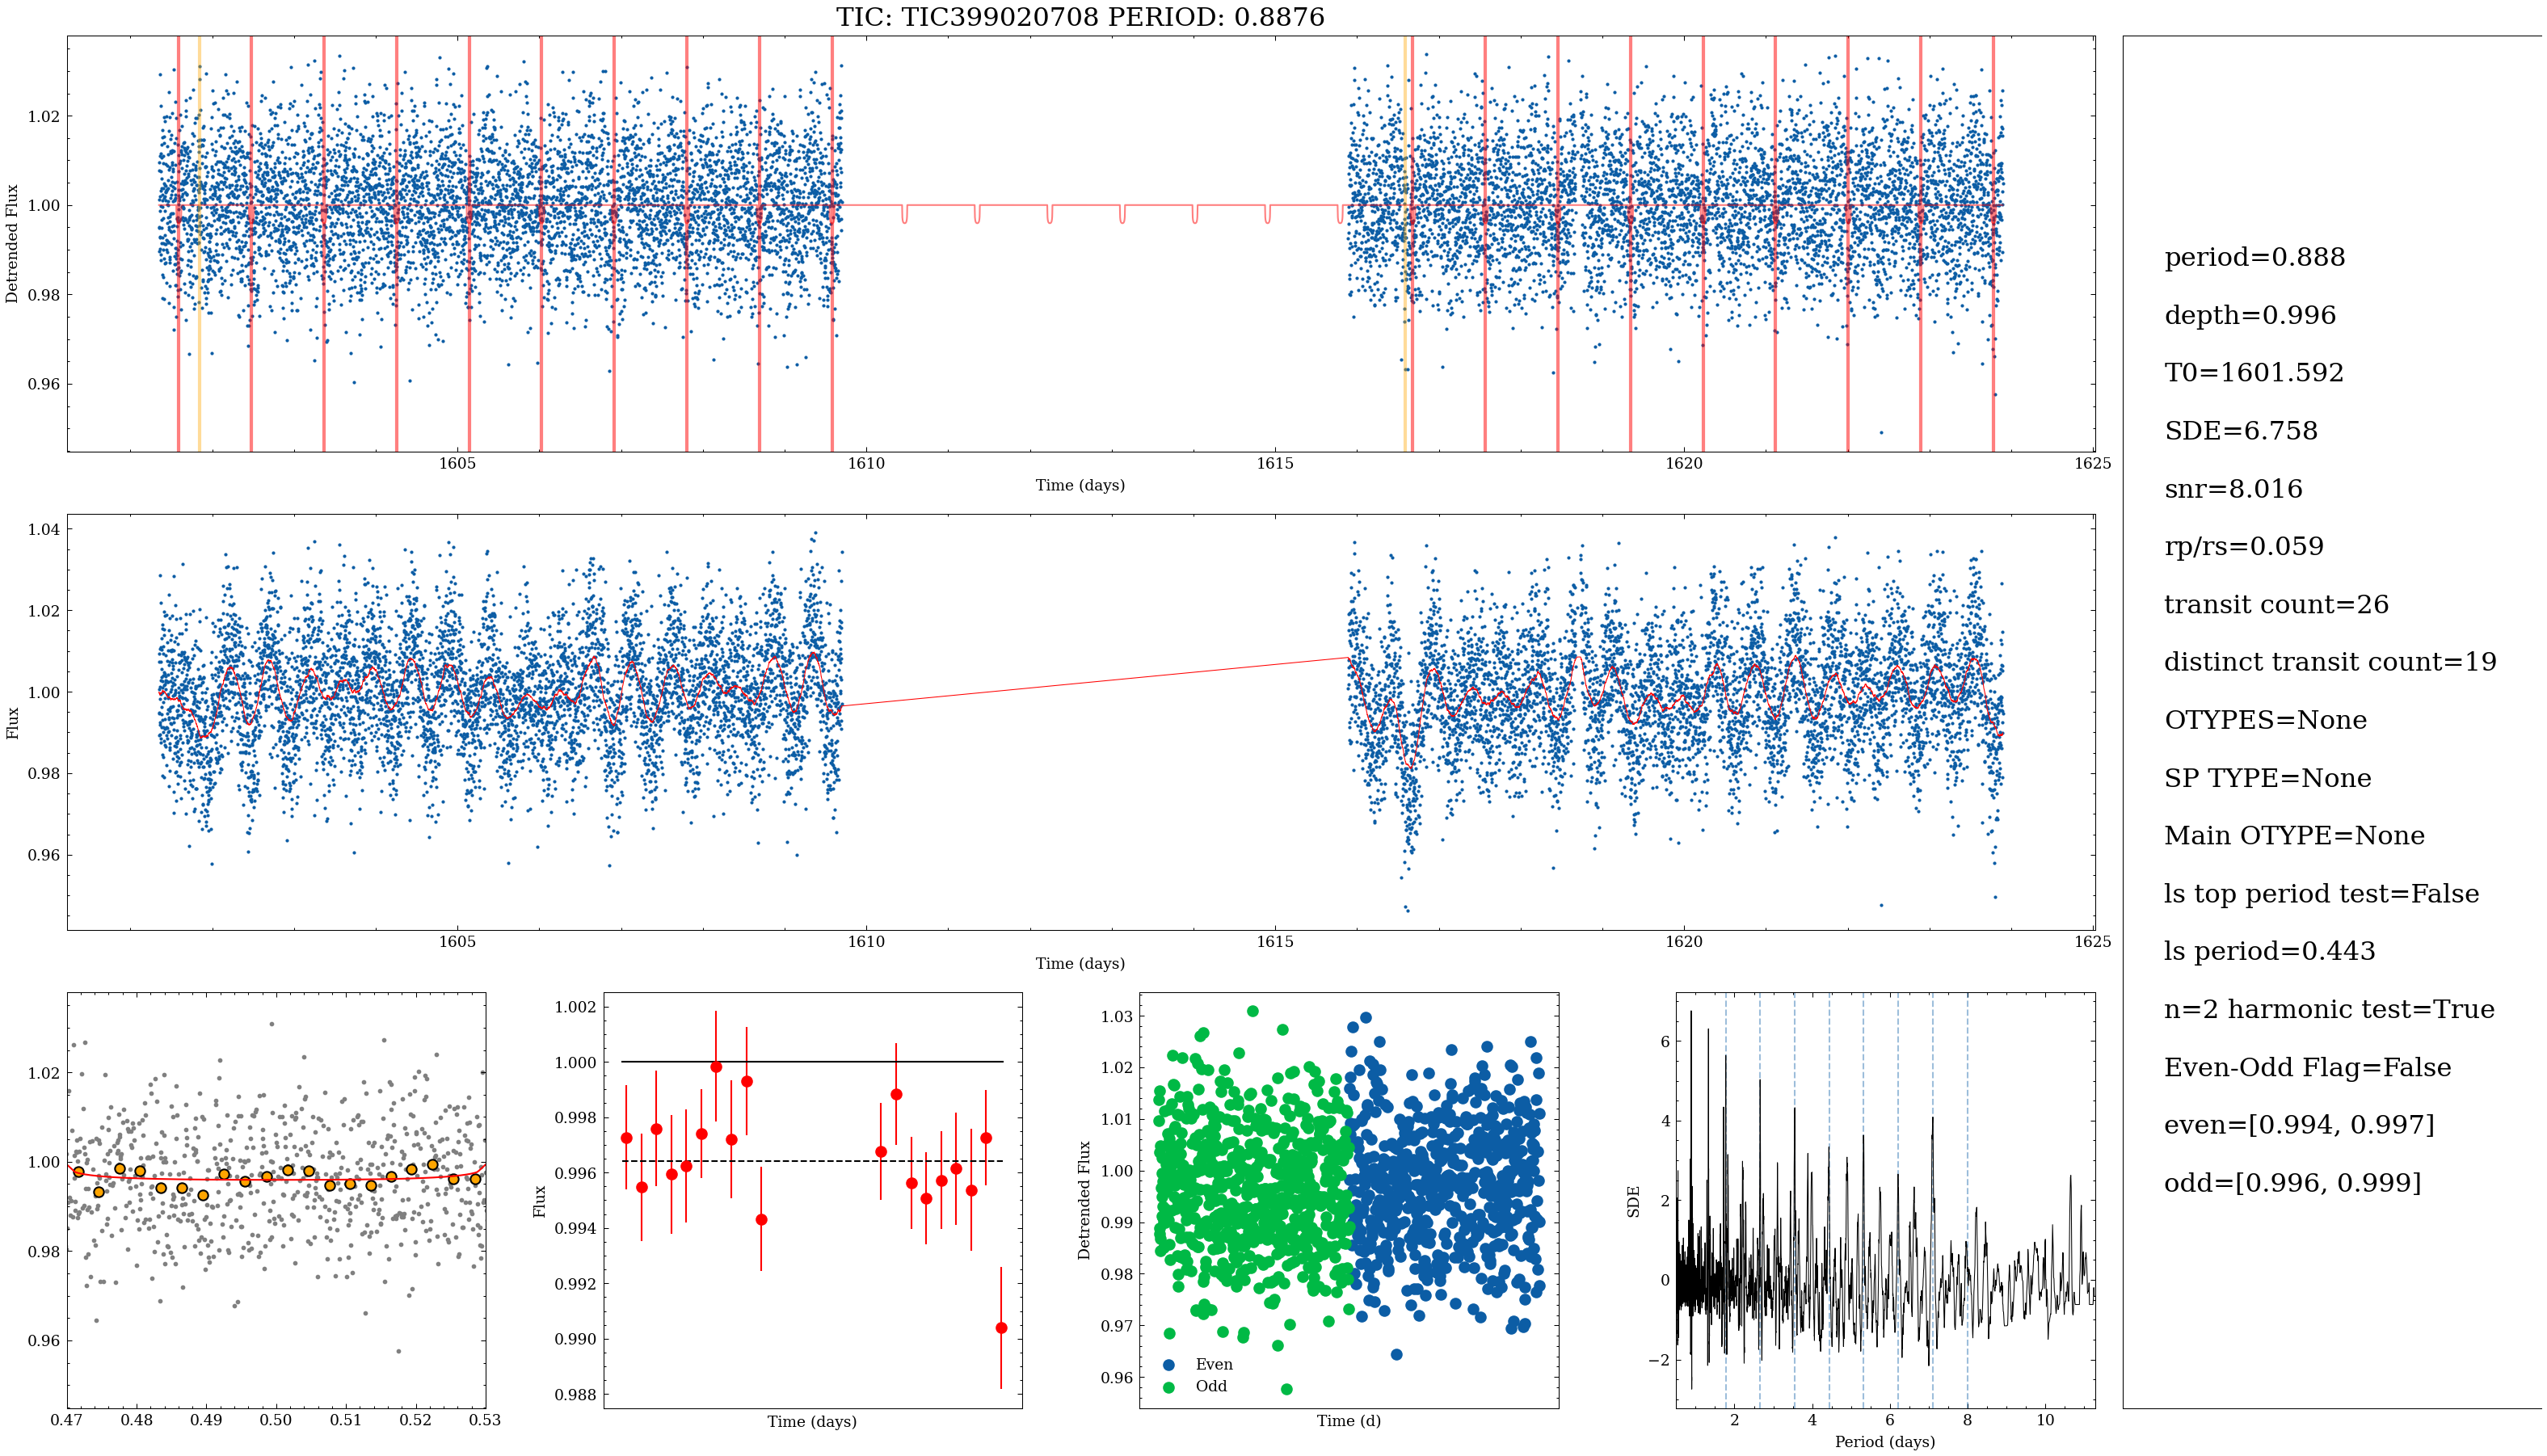 TIC: TIC399020708 PERIOD: 0.8876
1.02
1.00
0.98
0.96
Detrended Flux
1605
1610
1615
1620
1625
Time (days)
1.04
1.02
1.00
0.98
0.96
Flux
1605
1610
1615
1620
1625
Time (days)
1.02
1.00
0.98
0.96
0.47
0.48
0.49
0.50
0.51
0.52
0.53
1.002
1.000
0.998
0.996
0.994
0.992
0.990
0.988
Flux
Time (days)
1.03
1.02
1.01
1.00
0.99
0.98
0.97
0.96
Detrended Flux
Even
Odd
Time (d)
6
4
2
0
−2
SDE
2
4
6
8
10
Period (days)
period=0.888
depth=0.996
T0=1601.592
SDE=6.758
snr=8.016
rp/rs=0.059
transit count=26
distinct transit count=19
OTYPES=None
SP TYPE=None
Main OTYPE=None
ls top period test=False
ls period=0.443
n=2 harmonic test=True
Even-Odd Flag=False
even=[0.994, 0.997]
odd=[0.996, 0.999]